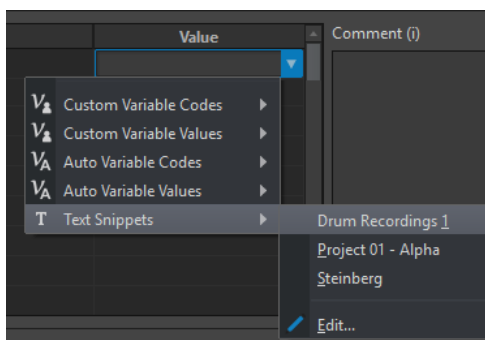 Value
Comment (i)
Custom Variable Codes
Custom Variable Values
Auto Variable Codes
Auto Variable Values
T Text Snippets
Drum Recordings 1
Project 01 - Alpha
Steinberg
Edit...